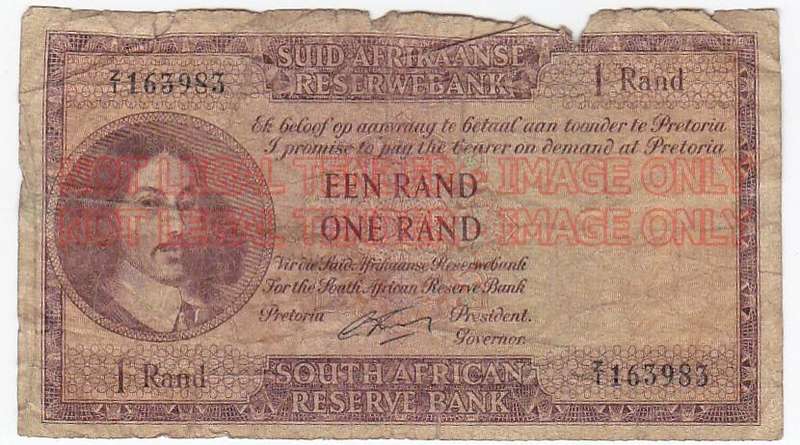 SUID AFRIKAANSE
RESERWEBANK
Z/1 163983
1 Rand
Ek beloof op aanvraag te betaal aan toonder te Pretoria
I promise to pay the bearer on demand at Pretoria
NOT LEGAL TENDER - IMAGE ONLY
EEN RAND
NOT LEGAL TENDER - IMAGE ONLY
ONE RAND
Vir die Suid Afrikaanse Reserwebank
For the South African Reserve Bank
Pretoria President.
Governor.
1 Rand
SOUTH AFRICAN
RESERVE BANK
Z/1 163983